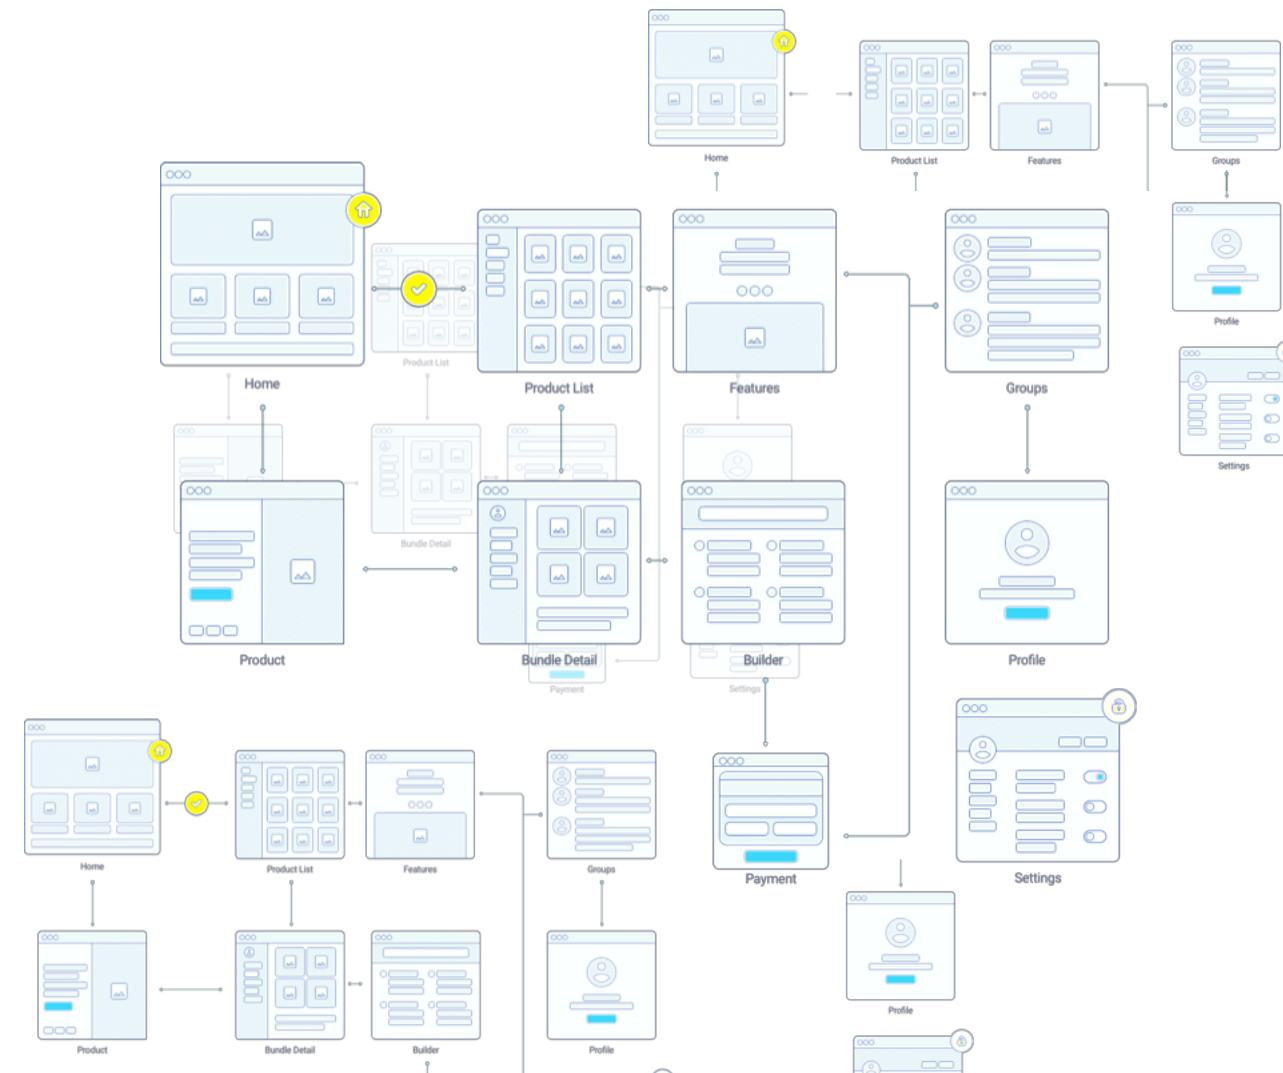 Home
Product List
Features
Groups
Profile
Settings
Home
Product List
Product List
Features
Groups
Bundle Detail
Product
Bundle Detail
Builder
Profile
Payment
Settings
Payment
Settings
Home
Product List
Features
Groups
Product
Bundle Detail
Builder
Profile
Profile